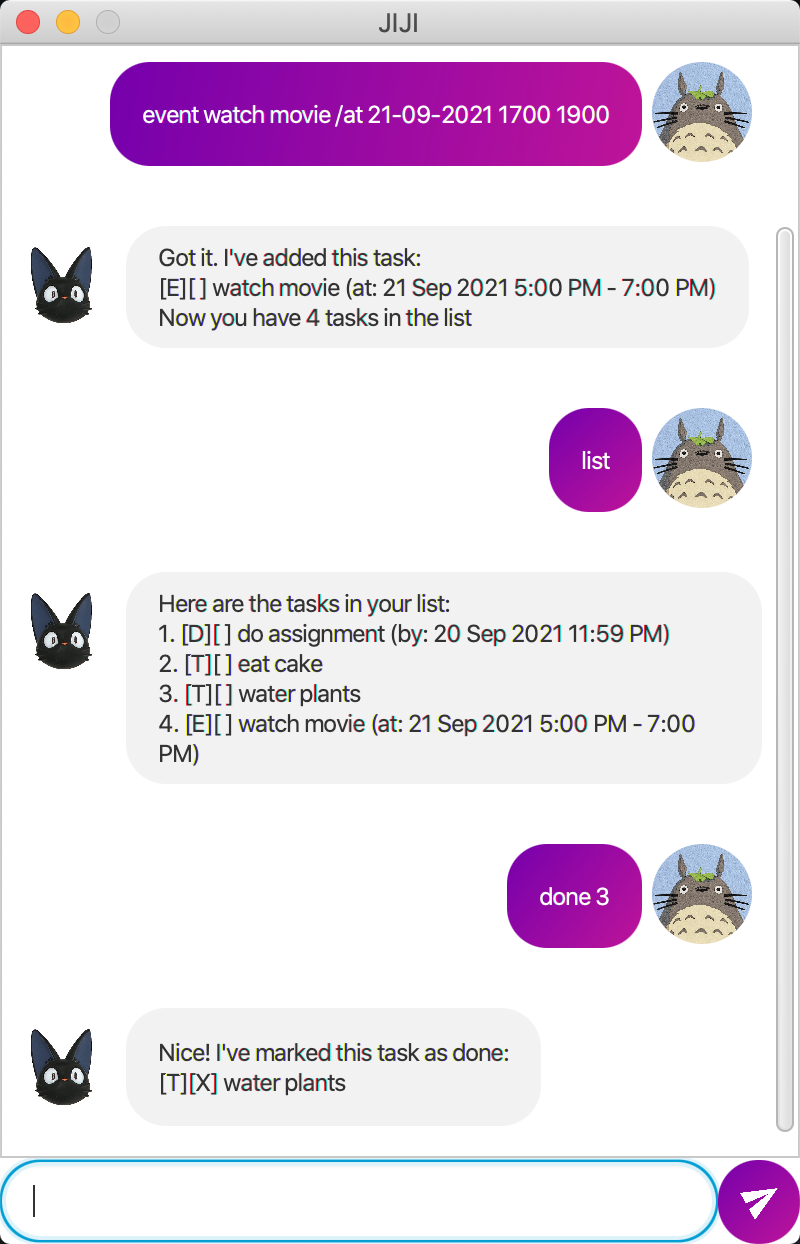 JIJI
event watch movie /at 21-09-2021 1700 1900
Got it. I've added this task:
[E][ ] watch movie (at: 21 Sep 2021 5:00 PM - 7:00 PM)
Now you have 4 tasks in the list
list
Here are the tasks in your list:
1. [D][ ] do assignment (by: 20 Sep 2021 11:59 PM)
2. [T][ ] eat cake
3. [T][ ] water plants
4. [E][ ] watch movie (at: 21 Sep 2021 5:00 PM - 7:00
PM)
done 3
Nice! I've marked this task as done:
[T][X] water plants